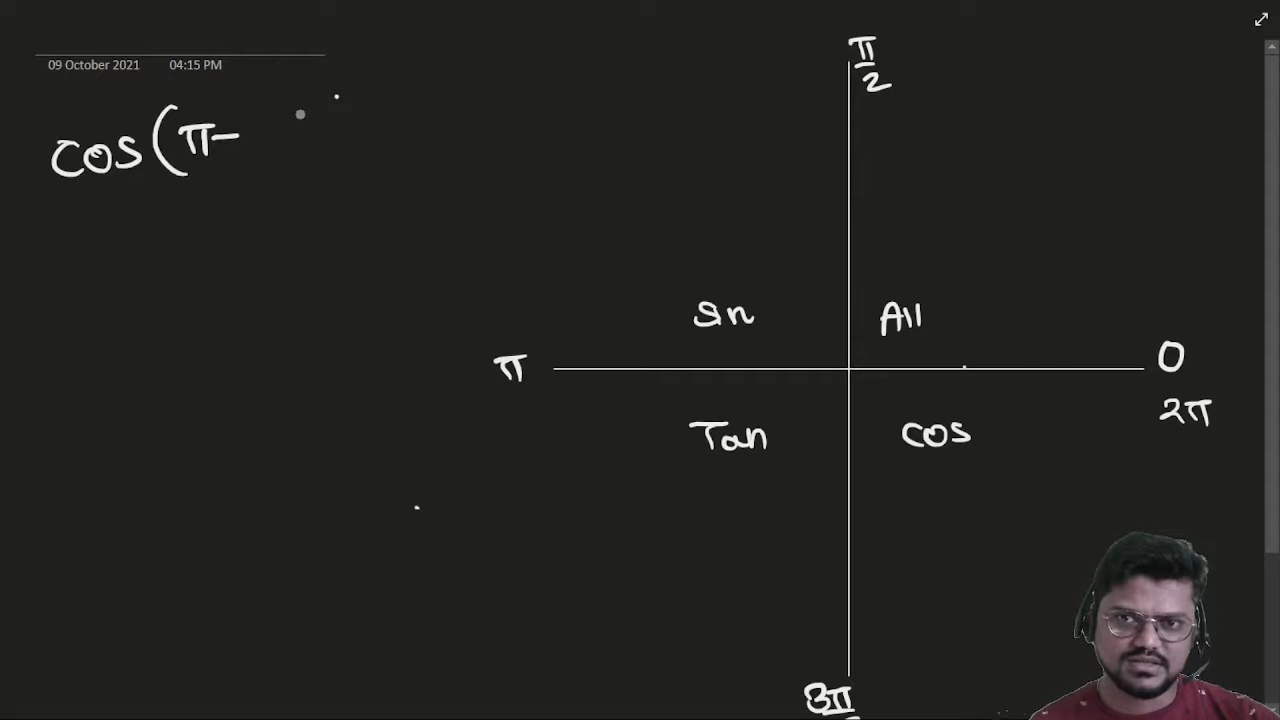 09 October 2021 04:15 PM
π
2
cos(π-
Sin All
π
0
2π
Tan cos
3π